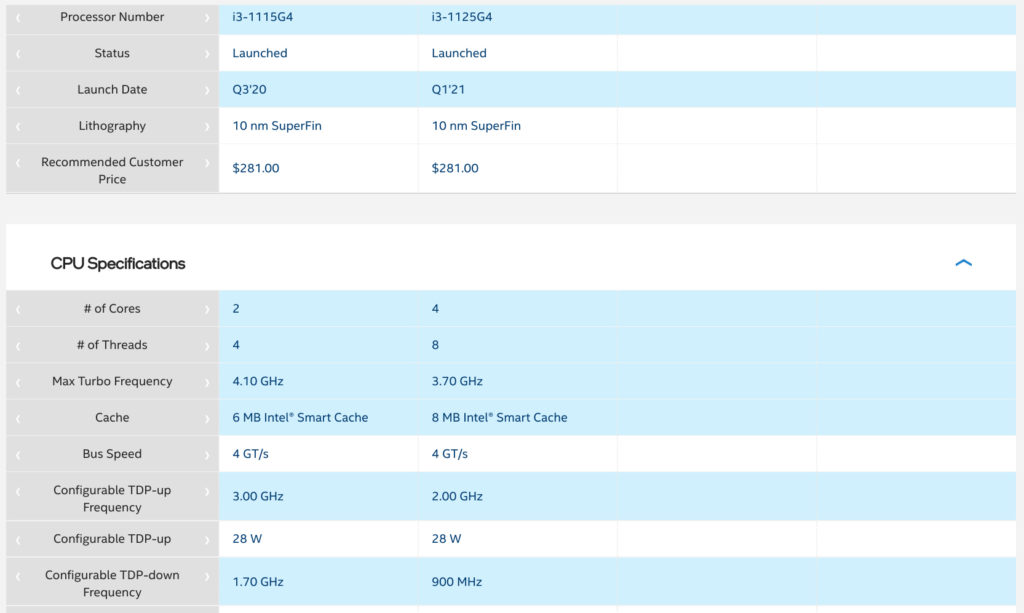 Processor Number i3-1115G4 i3-1125G4
Status Launched Launched
Launch Date Q3'20 Q1'21
Lithography 10 nm SuperFin 10 nm SuperFin
Recommended Customer
Price $281.00 $281.00
CPU Specifications
# of Cores 2 4
# of Threads 4 8
Max Turbo Frequency 4.10 GHz 3.70 GHz
Cache 6 MB Intel® Smart Cache 8 MB Intel® Smart Cache
Bus Speed 4 GT/s 4 GT/s
Configurable TDP-up
Frequency 3.00 GHz 2.00 GHz
Configurable TDP-up 28 W 28 W
Configurable TDP-down
Frequency 1.70 GHz 900 MHz